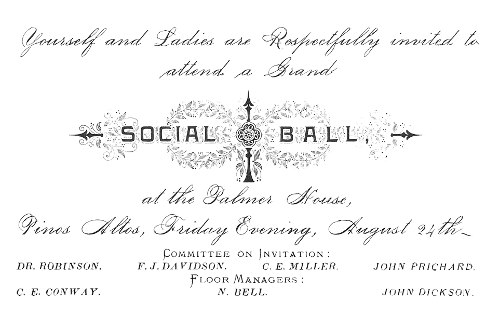 Yourself and Ladies are Respectfully invited to
attend a Grand
SOCIAL BALL,
at the Palmer House,
Pinos Altos, Friday Evening, August 24th
COMMITTEE ON INVITATION:
DR. ROBINSON. F. J. DAVIDSON. C. E. MILLER. JOHN PRICHARD.
FLOOR MANAGERS:
C. E. CONWAY. N. BELL. JOHN DICKSON.